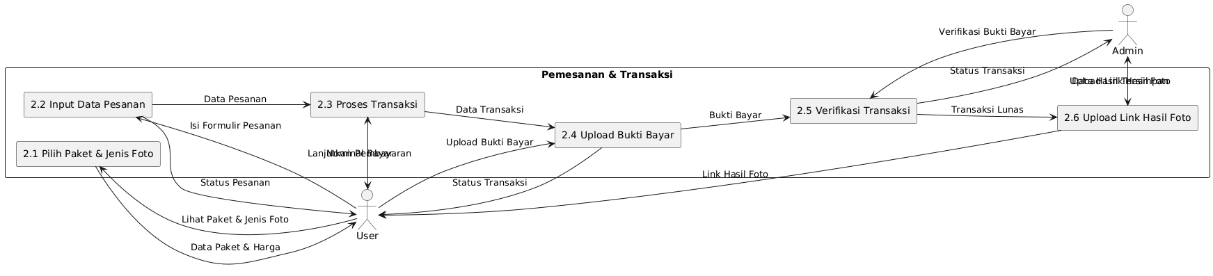 Verifikasi Bukti Bayar
Admin
Pemesanan & Transaksi
Status Transaksi
2.2 Input Data Pesanan
Data Pesanan
2.3 Proses Transaksi
Data Transaksi
2.4 Upload Bukti Bayar
Bukti Bayar
2.5 Verifikasi Transaksi
Transaksi Lunas
2.6 Upload Link Hasil Foto
Isi Formulir Pesanan
2.1 Pilih Paket & Jenis Foto
Upload Bukti Bayar
Status Pesanan
Status Transaksi
Link Hasil Foto
Lihat Paket & Jenis Foto
User
Data Paket & Harga